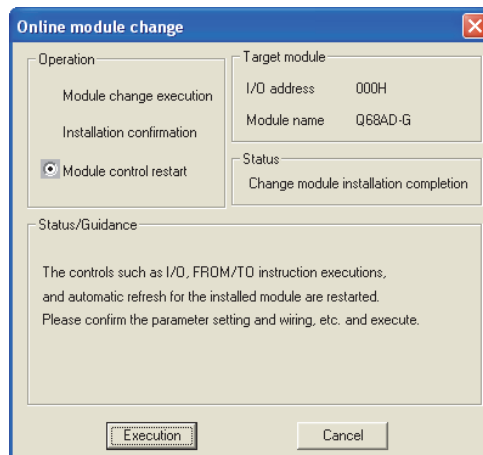 Online module change
Operation
Module change execution
Installation confirmation
Module control restart
Target module
I/O address 000H
Module name Q68AD-G
Status
Change module installation completion
Status/Guidance
The controls such as I/O, FROM/TO instruction executions,
and automatic refresh for the installed module are restarted.
Please confirm the parameter setting and wiring, etc. and execute.
Execution
Cancel